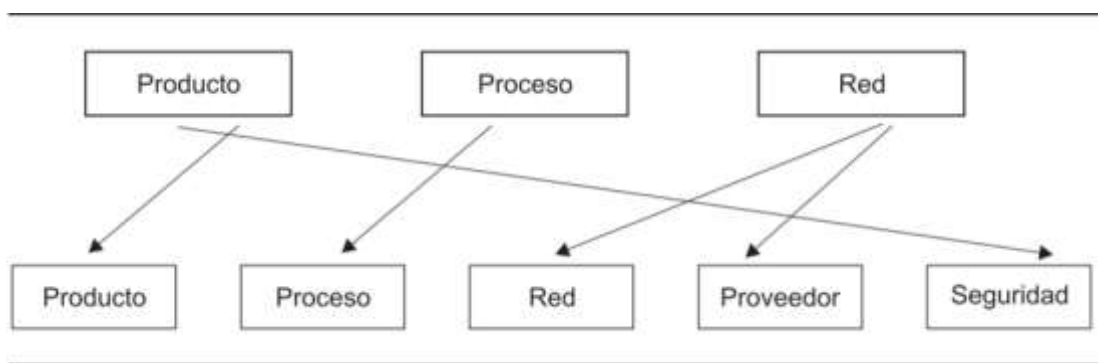 Producto
Proceso
Red
Producto
Proceso
Red
Proveedor
Seguridad